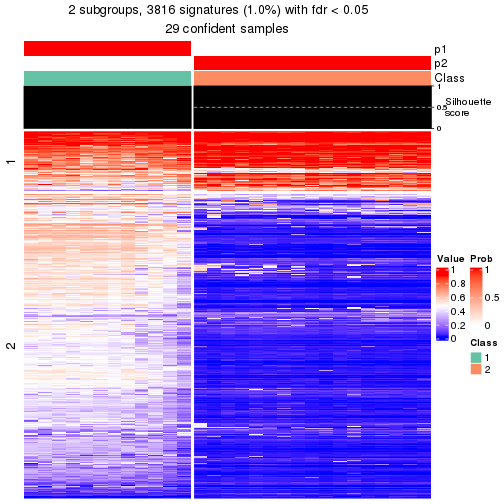 2 subgroups, 3816 signatures (1.0%) with fdr < 0.05
29 confident samples
p1
p2
Class
1
0.5
0
Silhouette
score
1
2
Value
1
0.8
0.6
0.4
0.2
0
Prob
1
0.5
0
Class
1
2